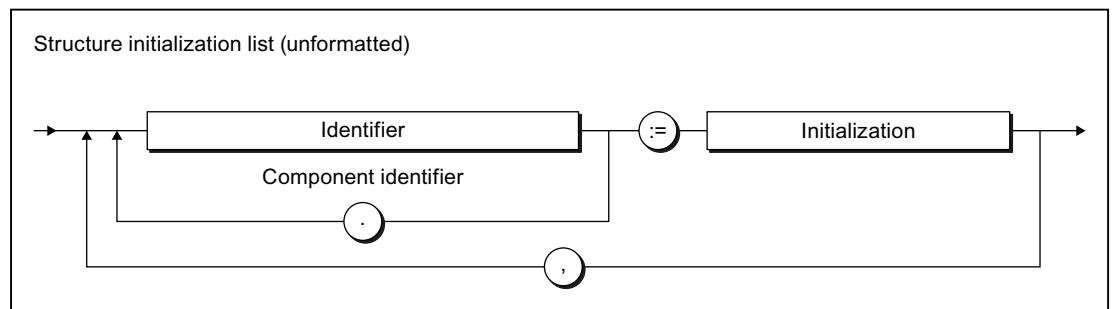 Structure initialization list (unformatted)
Identifier := Initialization
Component identifier
.
,